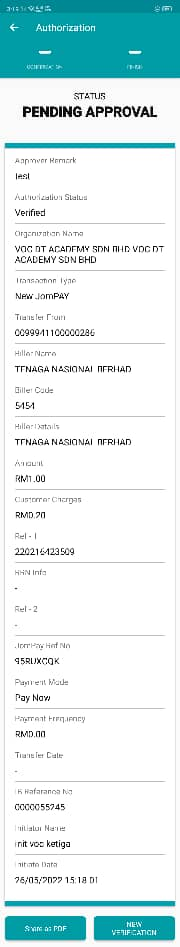 Authorization
CONFIRMATION
FINISH
STATUS
PENDING APPROVAL
Approver Remark
test
Authorization Status
Verified
Organization Name
VOC DT ACADEMY SDN BHD VOC DT
ACADEMY SDN BHD
Transaction Type
New JomPAY
Transfer From
0099941100000286
Biller Name
TENAGA NASIONAL BERHAD
Biller Code
5454
Biller Details
TENAGA NASIONAL BERHAD
Amount
RM1.00
Customer Charges
RM0.20
Ref - 1
220216423509
RRN Info
-
Ref - 2
-
JomPay Ref No
95RUXCQK
Payment Mode
Pay Now
Payment Frequency
RM0.00
Transfer Date
-
IB Reference No
0000055245
Initiator Name
init voc ketiga
Initiate Date
26/05/2022 15:18:01
Share as PDF
NEW
VERIFICATION